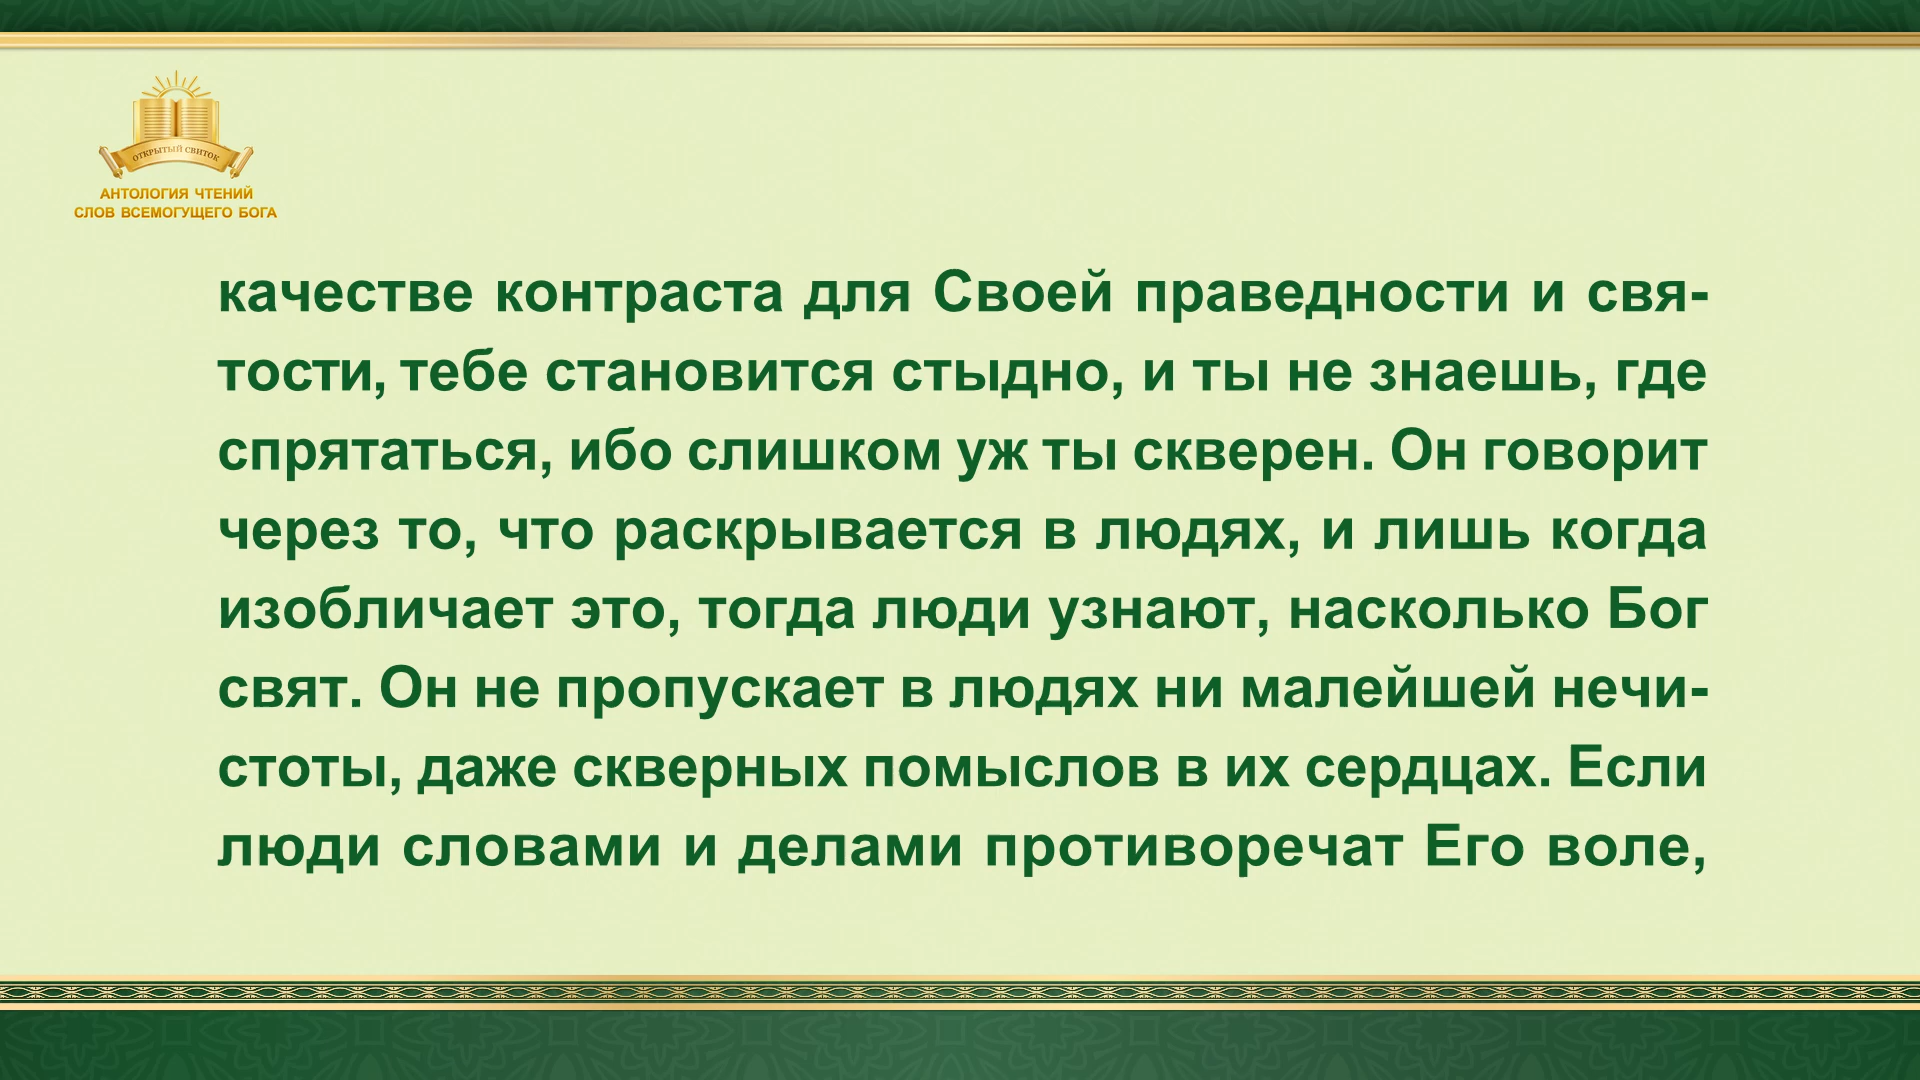 ОТКРЫТЫЙ СВИТОК
АНТОЛОГИЯ ЧТЕНИЙ
СЛОВ ВСЕМОГУЩЕГО БОГА
качестве контраста для Своей праведности и свя-
тости, тебе становится стыдно, и ты не знаешь, где
спрятаться, ибо слишком уж ты скверен. Он говорит
через то, что раскрывается в людях, и лишь когда
изобличает это, тогда люди узнают, насколько Бог
свят. Он не пропускает в людях ни малейшей нечи-
стоты, даже скверных помыслов в их сердцах. Если
люди словами и делами противоречат Его воле,